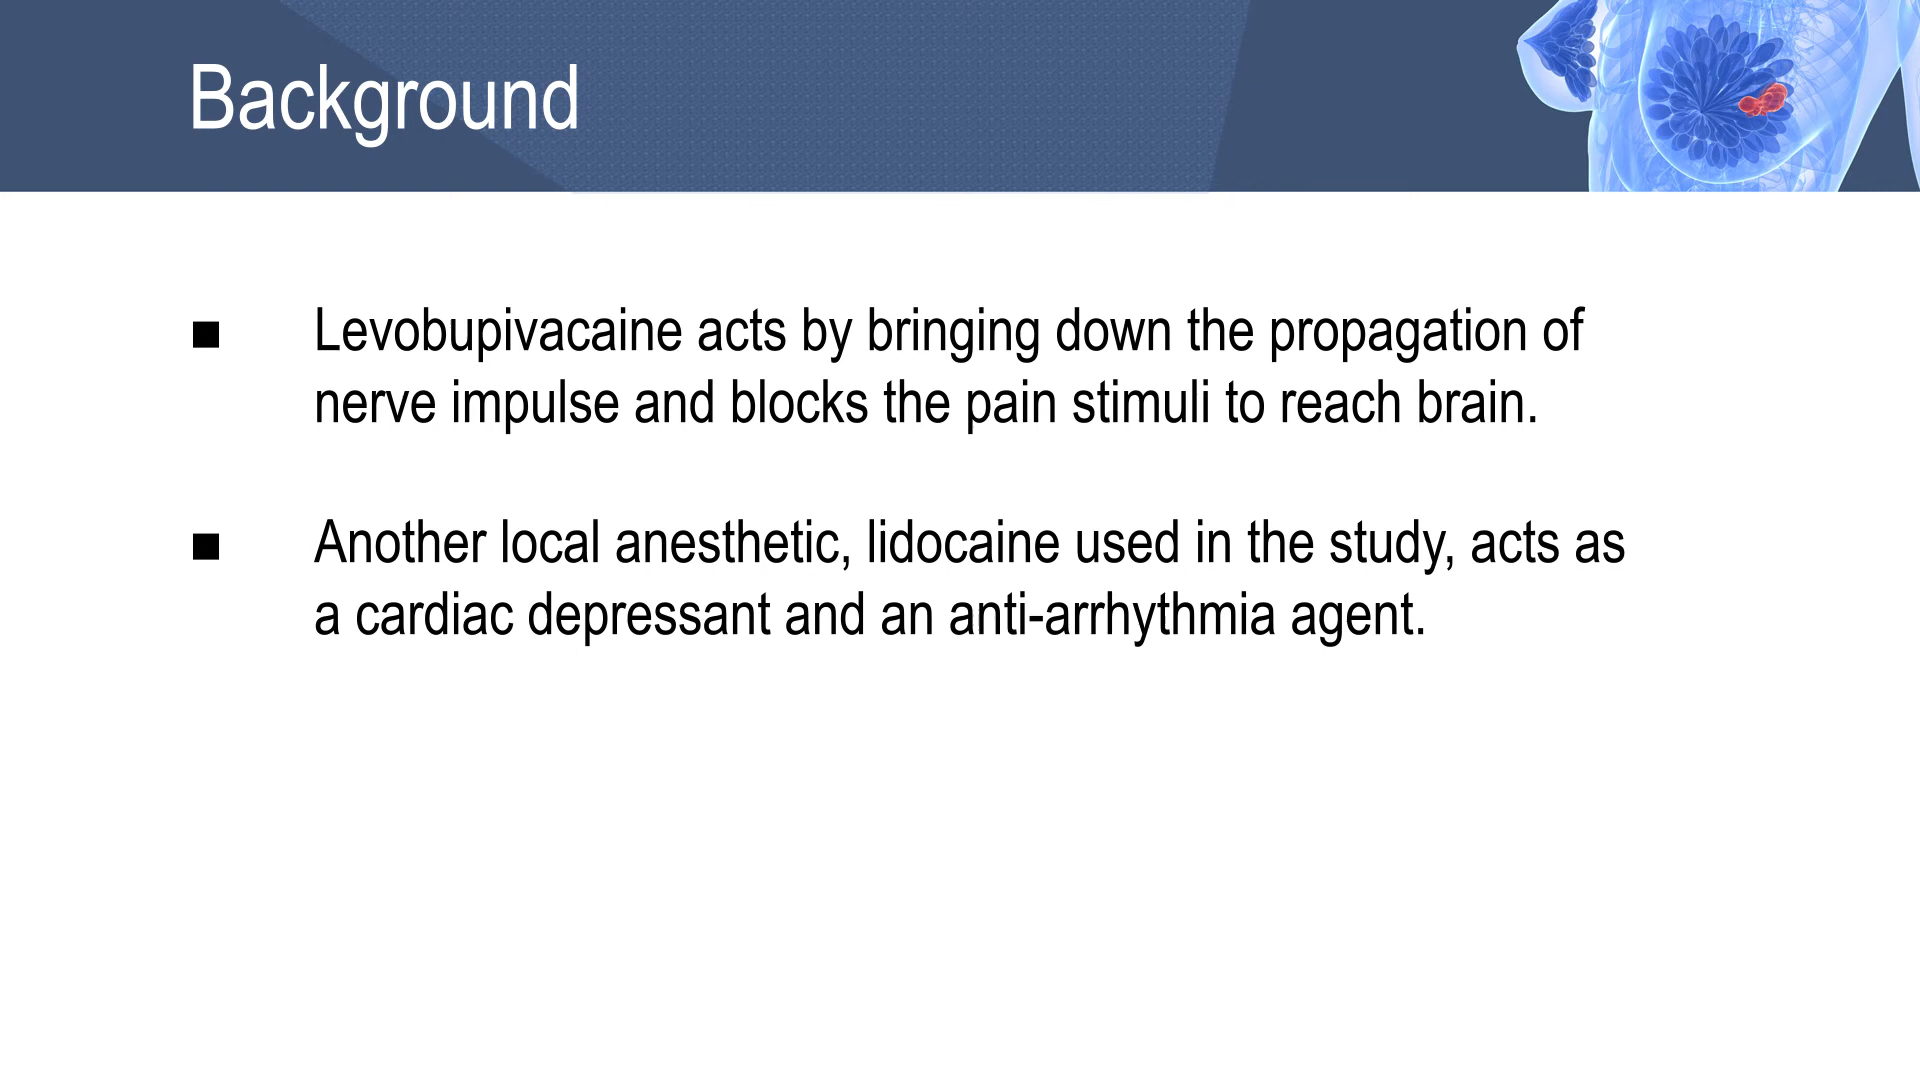 Background
■ Levobupivacaine acts by bringing down the propagation of
nerve impulse and blocks the pain stimuli to reach brain.
■ Another local anesthetic, lidocaine used in the study, acts as
a cardiac depressant and an anti-arrhythmia agent.